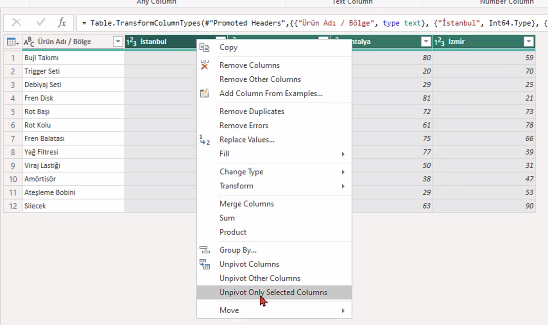 Any Column Text Column Number Column
= Table.TransformColumnTypes(#"Promoted Headers",{{"Ürün Adı / Bölge", type text}, {"İstanbul", Int64.Type}, {
Ürün Adı / Bölge İstanbul ntalya İzmir
1 Buji Takımı 80 59
2 Trigger Seti 20 70
3 Debiyaj Seti 29 25
4 Fren Disk 81 21
5 Rot Başı 72 73
6 Rot Kolu 61 78
7 Fren Balatası 75 66
8 Yağ Filtresi 77 39
9 Viraj Lastiği 50 31
10 Amörtisör 38 47
11 Ateşleme Bobini 29 53
12 Silecek 63 90
Copy
Remove Columns
Remove Other Columns
Add Column From Examples...
Remove Duplicates
Remove Errors
Replace Values...
Fill
Change Type
Transform
Merge Columns
Sum
Product
Group By...
Unpivot Columns
Unpivot Other Columns
Unpivot Only Selected Columns
Move